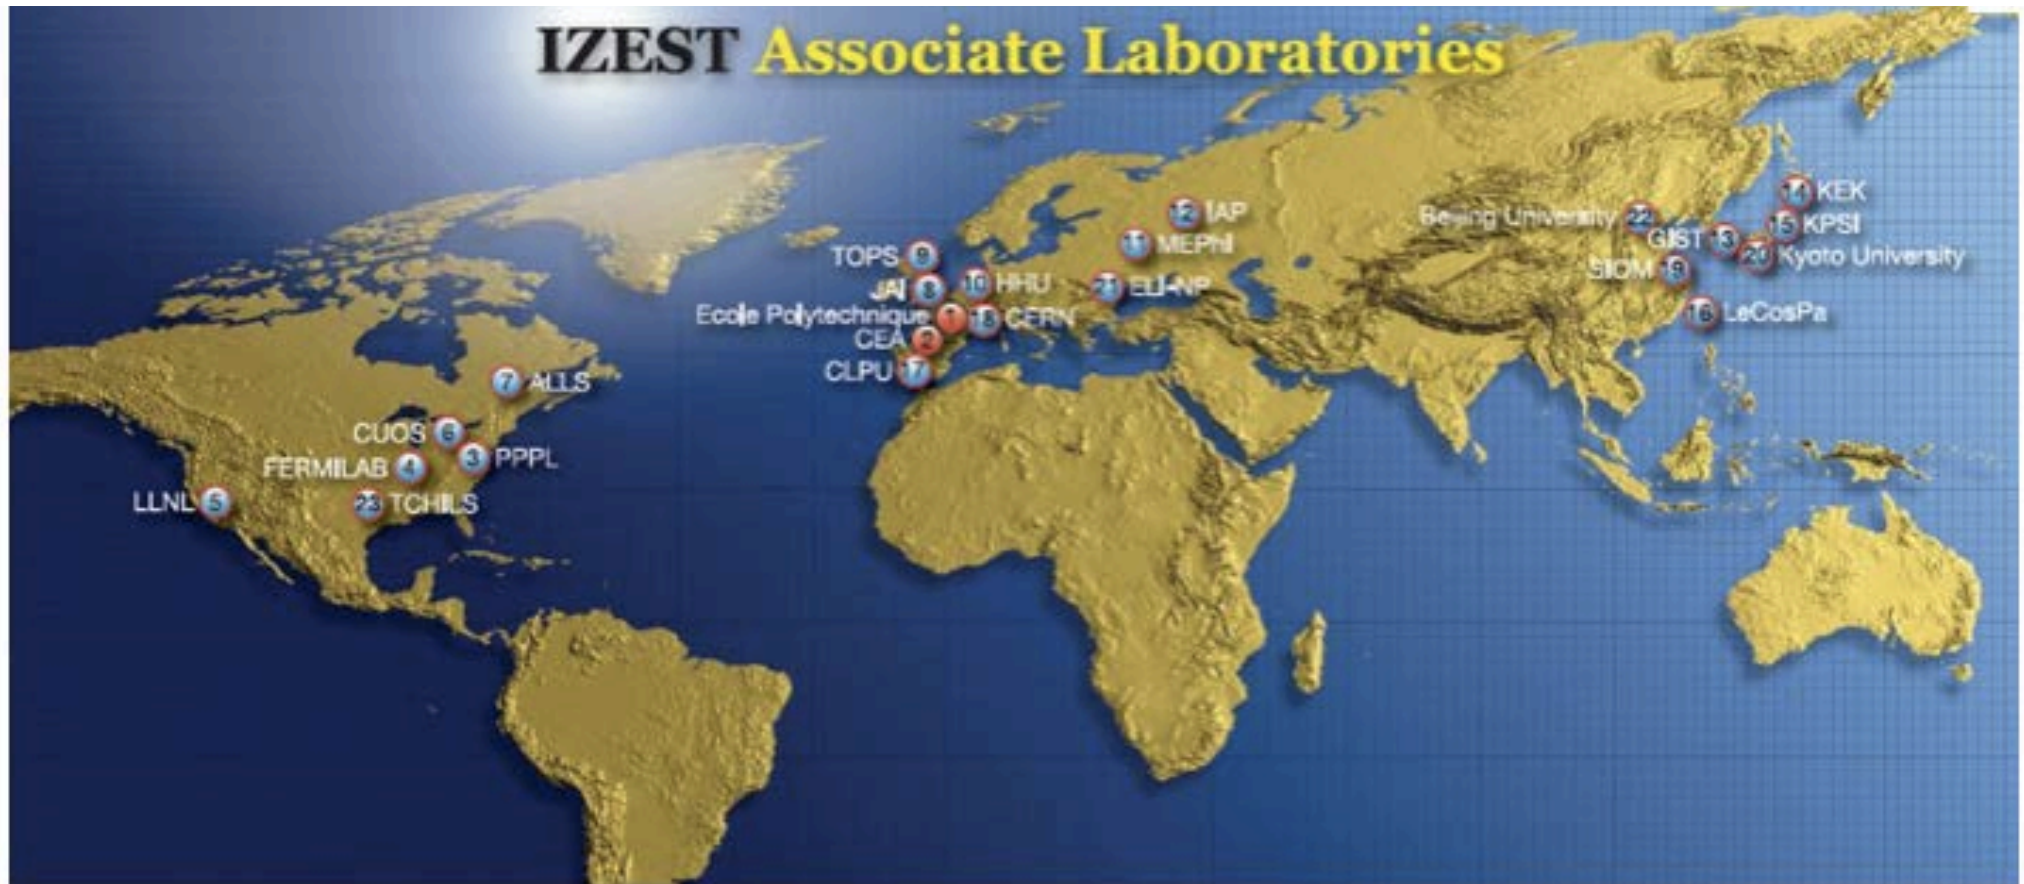 IZEST Associate Laboratories
14 KEK
12 IAP
Beijing University 22
15 KPSI
11 MEPhI
GIST 13
TOPS 9
20 Kyoto University
SIOM 19
JAI 8
10 HHU
21 ELI-NP
Ecole Polytechnique 1
18 CERN
16 LeCosPa
CEA 2
CLPU 17
7 ALLS
CUOS 6
3 PPPL
FERMILAB 4
LLNL 5
23 TCHILS